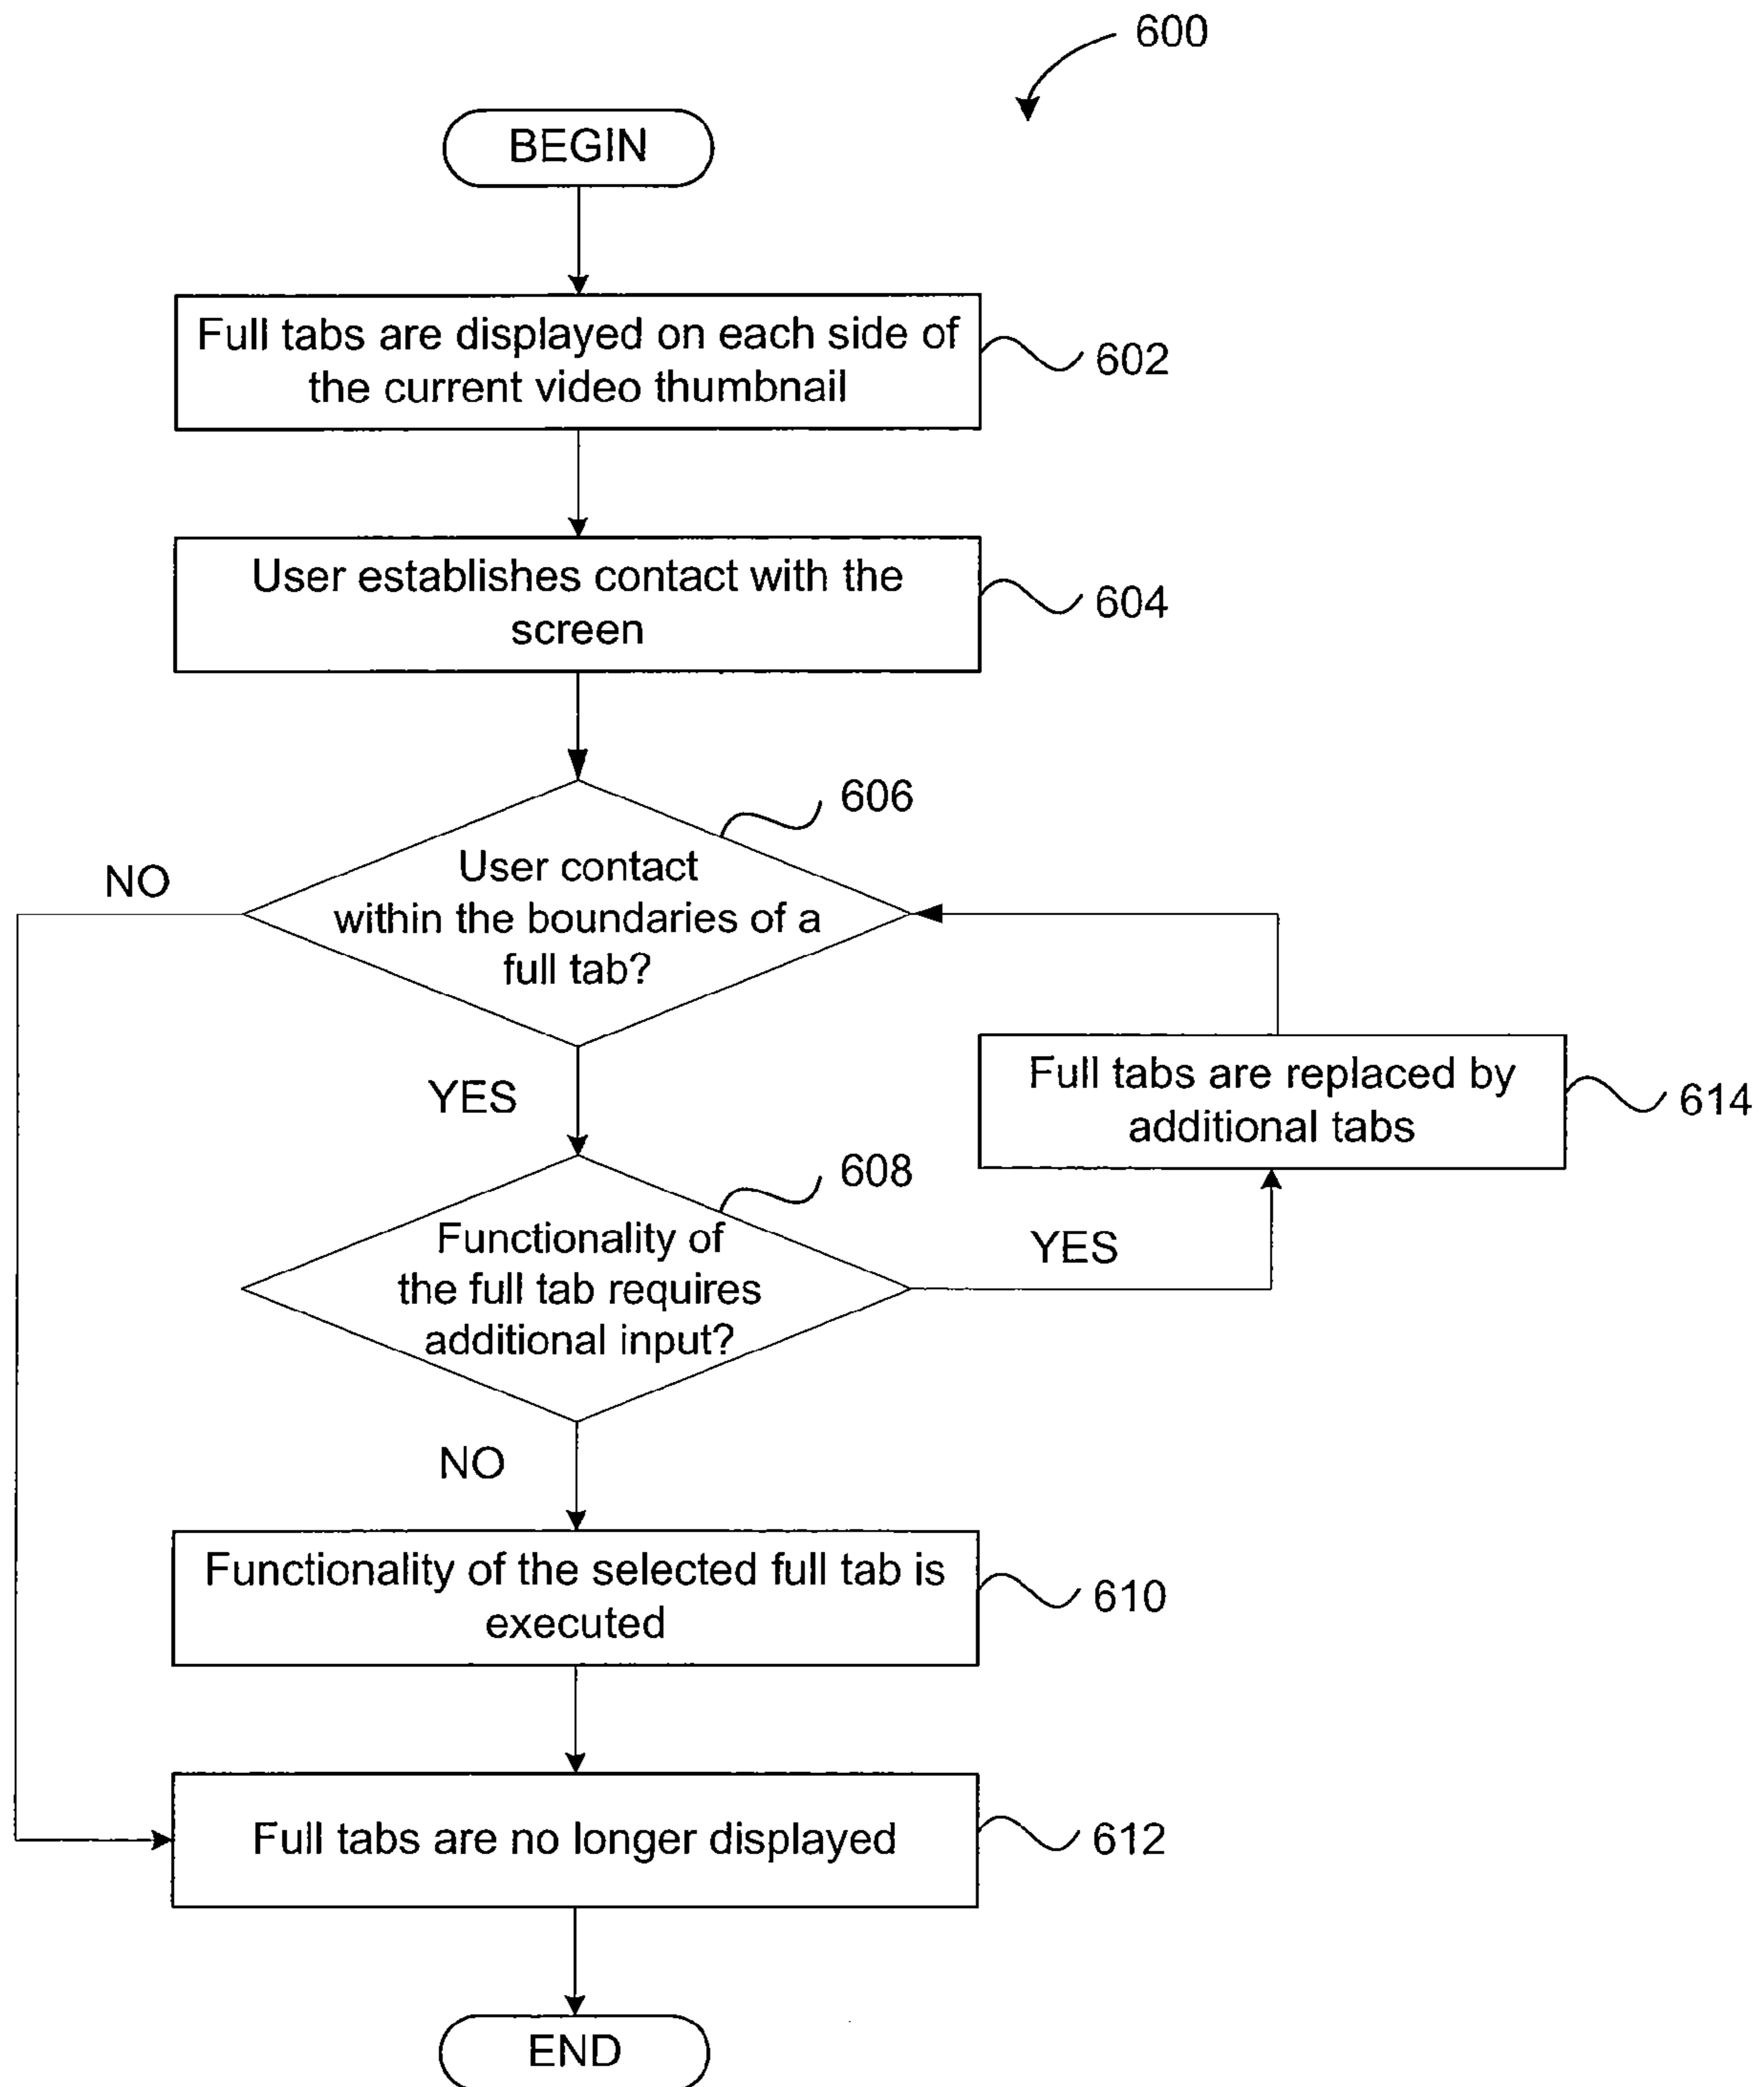 600
BEGIN
Full tabs are displayed on each side of
the current video thumbnail
602
User establishes contact with the
screen
604
606
User contact
within the boundaries of a
full tab?
NO
YES
Full tabs are replaced by
additional tabs
614
608
Functionality of
the full tab requires
additional input?
YES
NO
Functionality of the selected full tab is
executed
610
Full tabs are no longer displayed
612
END